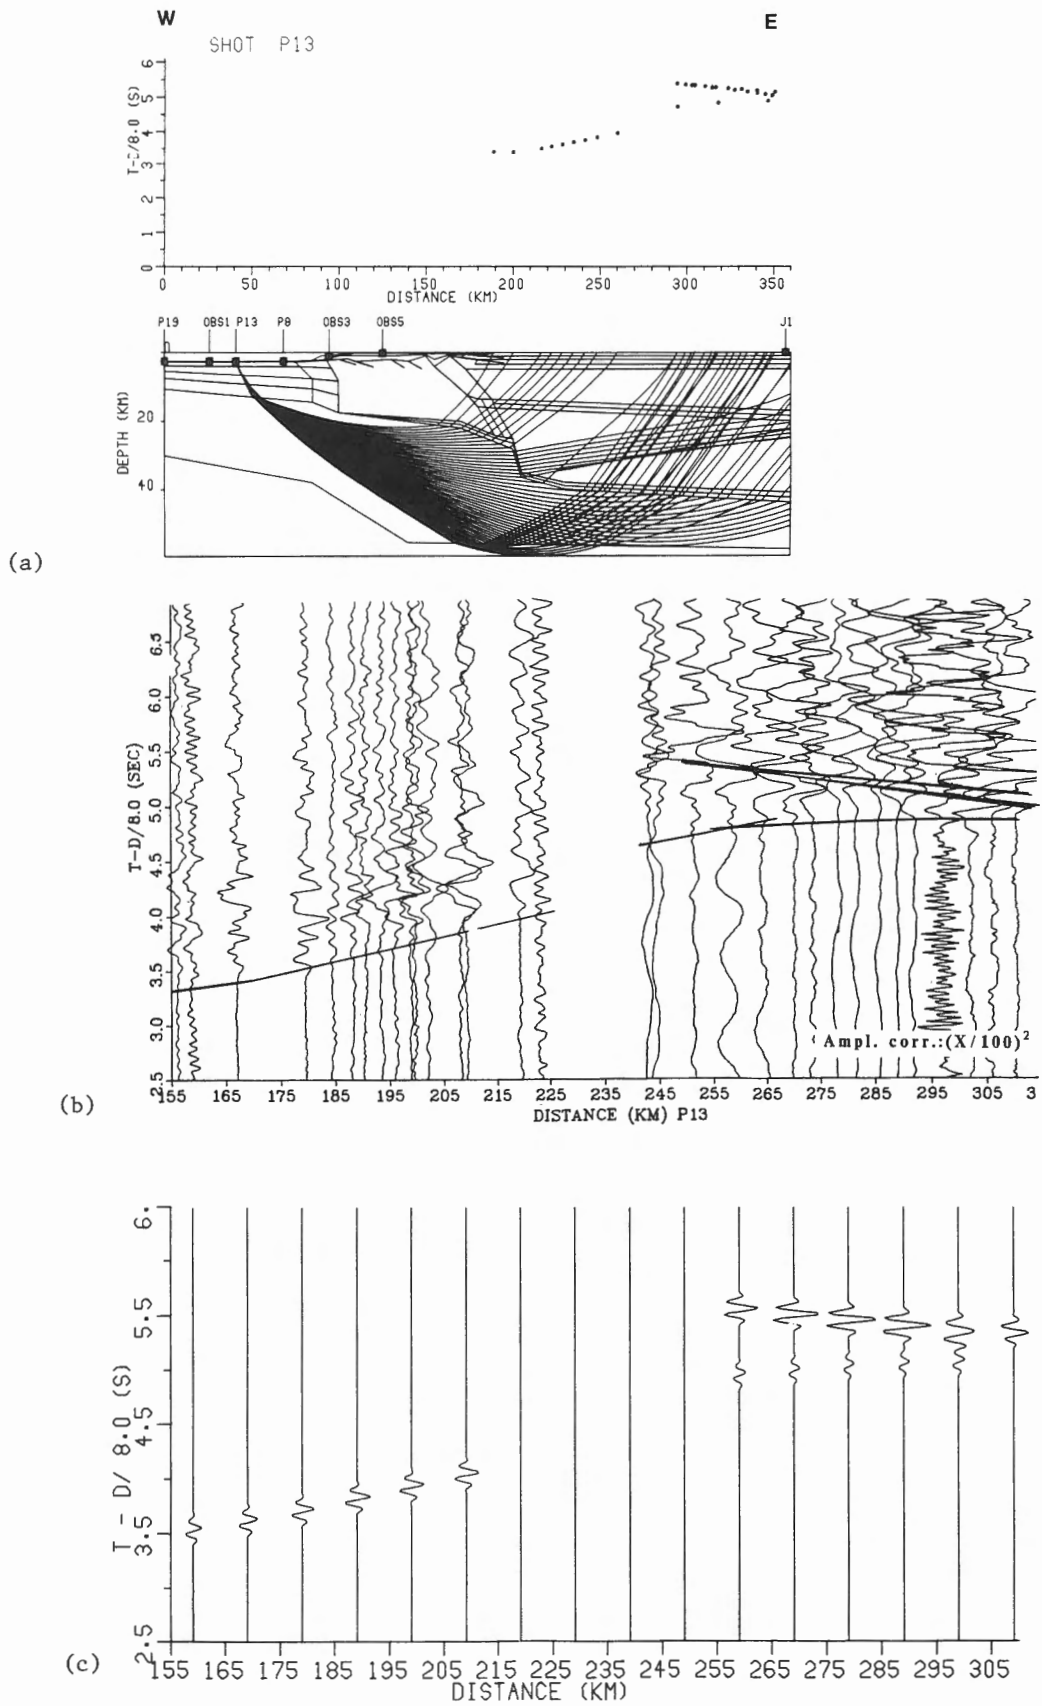 W E
SHOT P13
T-D/8.0 (S)
6
5
4
3
2
1
0
0 50 100 150 200 250 300 350
DISTANCE (KM)
P19 OBS1 P13 P8 OBS3 OBS5 J1
DEPTH (KM)
20
40
(a)
T-D/8.0 (SEC)
6.5
6.0
5.5
5.0
4.5
4.0
3.5
3.0
2.5
Ampl. corr.:(X/100)²
155 165 175 185 195 205 215 225 235 245 255 265 275 285 295 305 3
DISTANCE (KM) P13
(b)
T - D/ 8.0 (S)
6.
5.5
4.5
3.5
2.5
155 165 175 185 195 205 215 225 235 245 255 265 275 285 295 305
DISTANCE (KM)
(c)